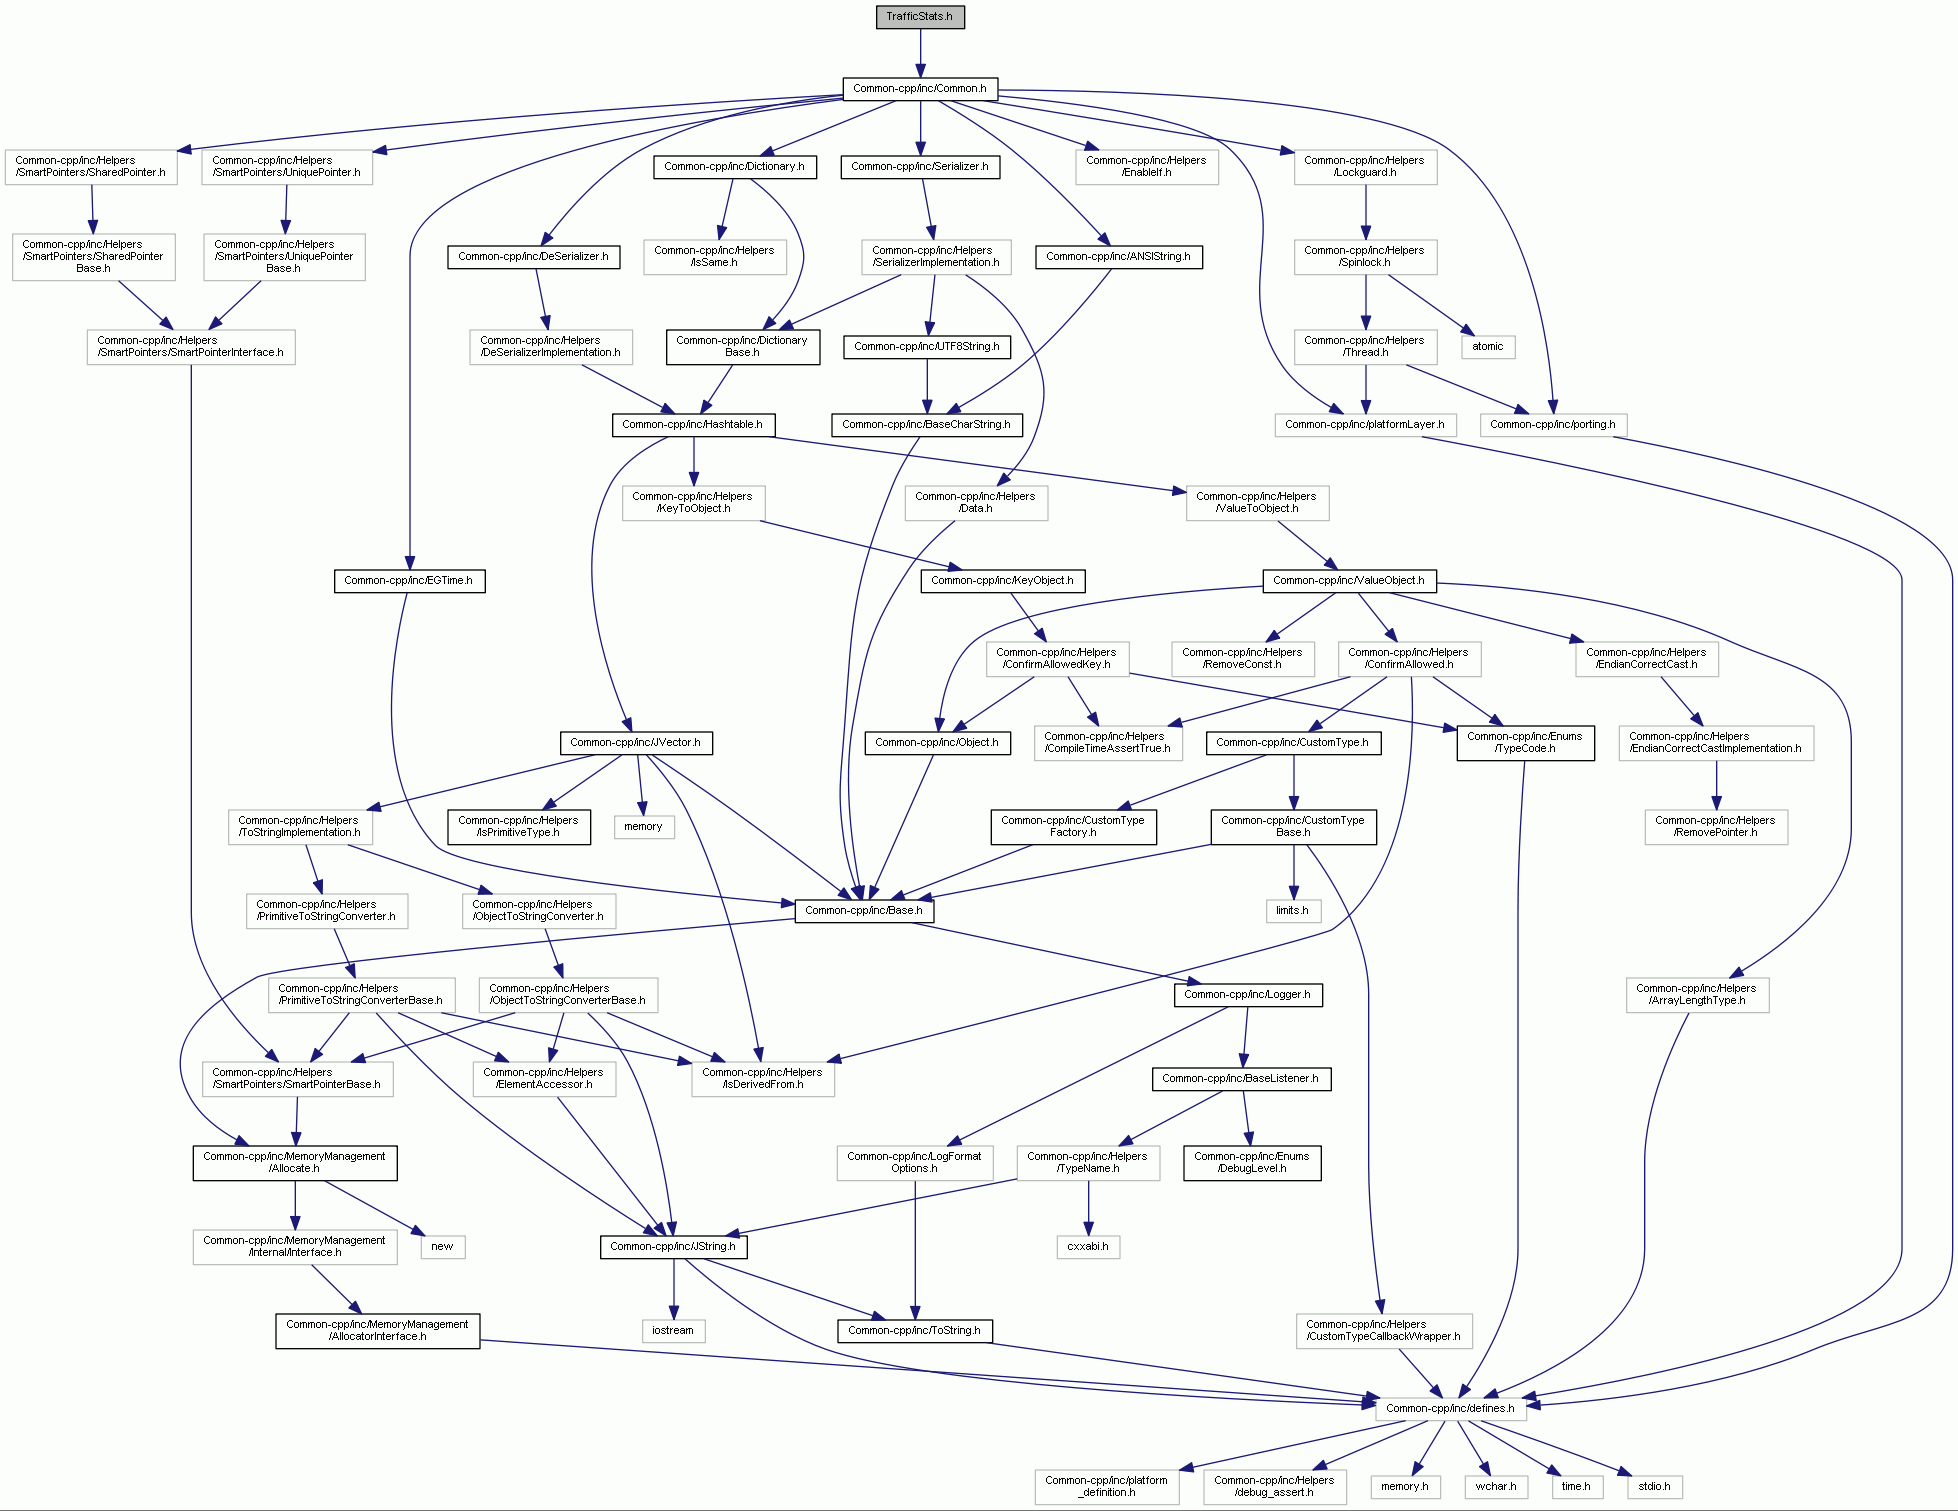 TrafficStats.h
Common-cpp/inc/Common.h
Common-cpp/inc/Helpers
/SmartPointers/SharedPointer.h
Common-cpp/inc/Helpers
/SmartPointers/UniquePointer.h
Common-cpp/inc/Dictionary.h
Common-cpp/inc/Serializer.h
Common-cpp/inc/Helpers
/EnableIf.h
Common-cpp/inc/Helpers
/Lockguard.h
Common-cpp/inc/Helpers
/SmartPointers/SharedPointer
Base.h
Common-cpp/inc/Helpers
/SmartPointers/UniquePointer
Base.h
Common-cpp/inc/DeSerializer.h
Common-cpp/inc/Helpers
/IsSame.h
Common-cpp/inc/Helpers
/SerializerImplementation.h
Common-cpp/inc/ANSIString.h
Common-cpp/inc/Helpers
/Spinlock.h
Common-cpp/inc/Helpers
/SmartPointers/SmartPointerInterface.h
Common-cpp/inc/Helpers
/DeSerializerImplementation.h
Common-cpp/inc/Dictionary
Base.h
Common-cpp/inc/UTF8String.h
Common-cpp/inc/Helpers
/Thread.h
atomic
Common-cpp/inc/Hashtable.h
Common-cpp/inc/BaseCharString.h
Common-cpp/inc/platformLayer.h
Common-cpp/inc/porting.h
Common-cpp/inc/Helpers
/KeyToObject.h
Common-cpp/inc/Helpers
/Data.h
Common-cpp/inc/Helpers
/ValueToObject.h
Common-cpp/inc/EGTime.h
Common-cpp/inc/KeyObject.h
Common-cpp/inc/ValueObject.h
Common-cpp/inc/Helpers
/ConfirmAllowedKey.h
Common-cpp/inc/Helpers
/RemoveConst.h
Common-cpp/inc/Helpers
/ConfirmAllowed.h
Common-cpp/inc/Helpers
/EndianCorrectCast.h
Common-cpp/inc/JVector.h
Common-cpp/inc/Object.h
Common-cpp/inc/Helpers
/CompileTimeAssertTrue.h
Common-cpp/inc/CustomType.h
Common-cpp/inc/Enums
/TypeCode.h
Common-cpp/inc/Helpers
/EndianCorrectCastImplementation.h
Common-cpp/inc/Helpers
/ToStringImplementation.h
Common-cpp/inc/Helpers
/IsPrimitiveType.h
memory
Common-cpp/inc/CustomType
Factory.h
Common-cpp/inc/CustomType
Base.h
Common-cpp/inc/Helpers
/RemovePointer.h
Common-cpp/inc/Helpers
/PrimitiveToStringConverter.h
Common-cpp/inc/Helpers
/ObjectToStringConverter.h
Common-cpp/inc/Base.h
limits.h
Common-cpp/inc/Helpers
/PrimitiveToStringConverterBase.h
Common-cpp/inc/Helpers
/ObjectToStringConverterBase.h
Common-cpp/inc/Logger.h
Common-cpp/inc/Helpers
/ArrayLengthType.h
Common-cpp/inc/Helpers
/SmartPointers/SmartPointerBase.h
Common-cpp/inc/Helpers
/ElementAccessor.h
Common-cpp/inc/Helpers
/IsDerivedFrom.h
Common-cpp/inc/BaseListener.h
Common-cpp/inc/MemoryManagement
/Allocate.h
Common-cpp/inc/LogFormat
Options.h
Common-cpp/inc/Helpers
/TypeName.h
Common-cpp/inc/Enums
/DebugLevel.h
Common-cpp/inc/MemoryManagement
/Internal/Interface.h
new
Common-cpp/inc/JString.h
cxxabi.h
Common-cpp/inc/MemoryManagement
/AllocatorInterface.h
iostream
Common-cpp/inc/ToString.h
Common-cpp/inc/Helpers
/CustomTypeCallbackWrapper.h
Common-cpp/inc/defines.h
Common-cpp/inc/platform
_definition.h
Common-cpp/inc/Helpers
/debug_assert.h
memory.h
wchar.h
time.h
stdio.h